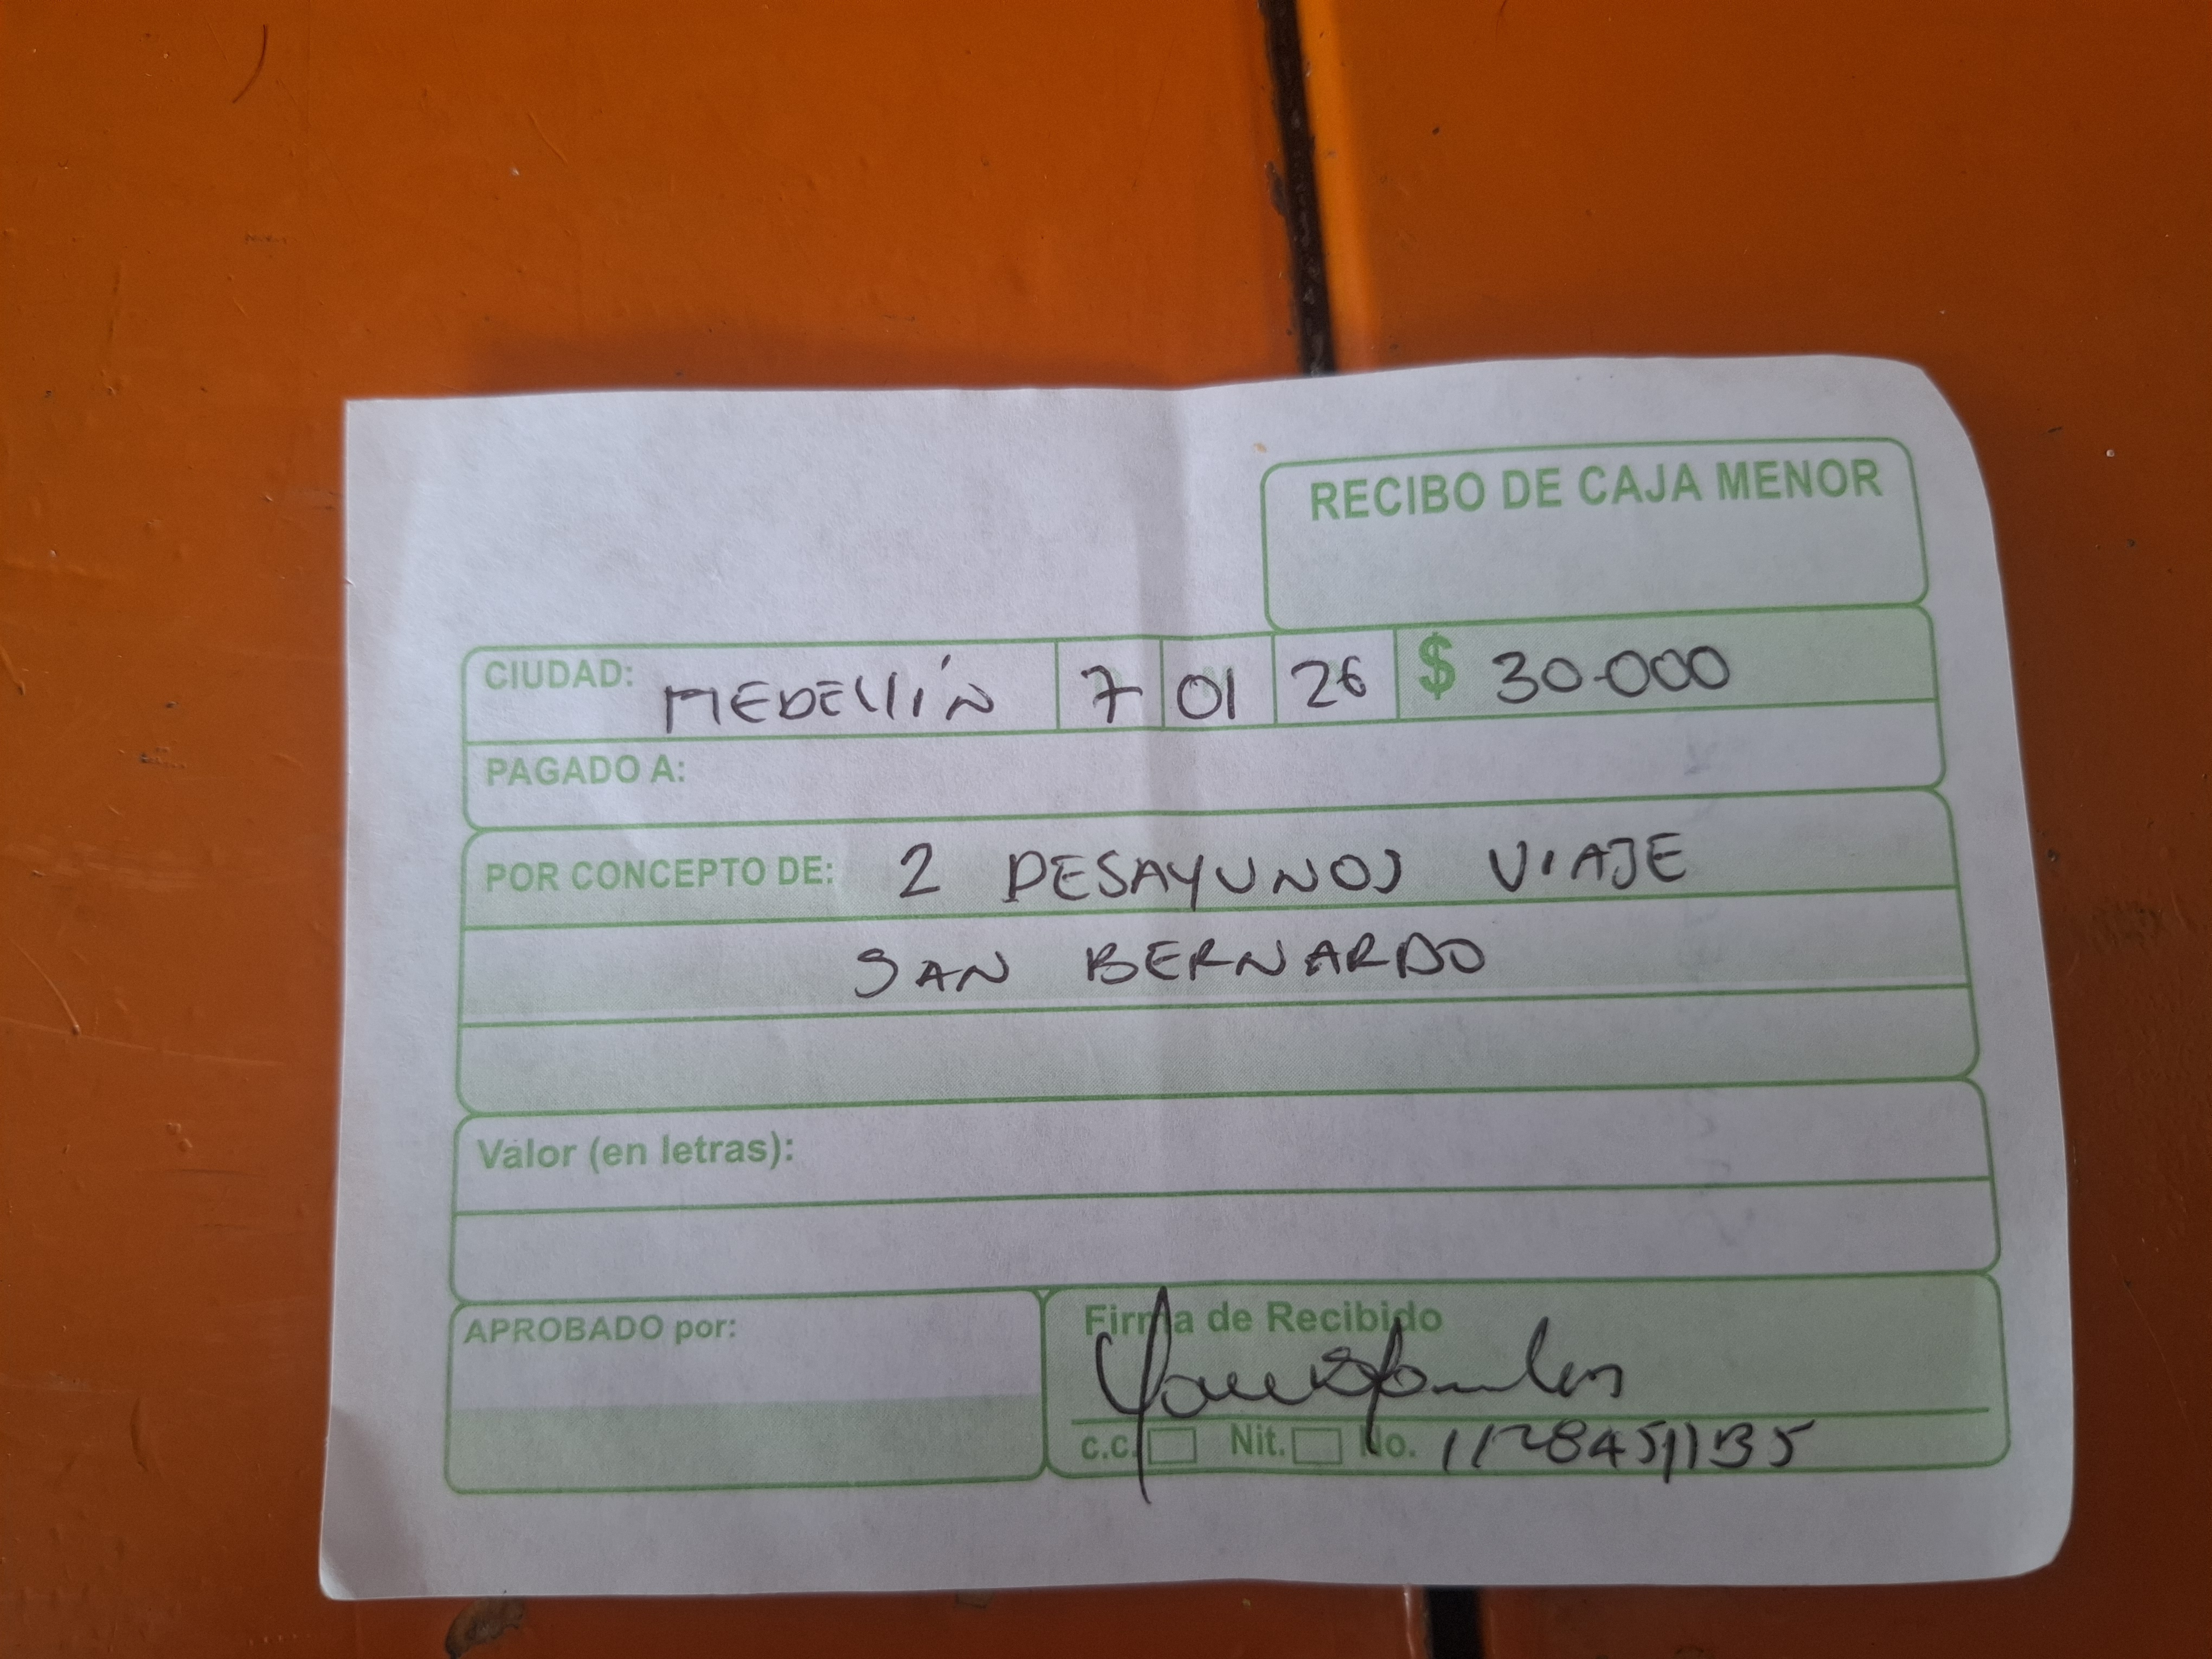 RECIBO DE CAJA MENOR
CIUDAD: MEDELLÍN 7 01 26 $ 30.000
PAGADO A:
POR CONCEPTO DE: 2 DESAYUNOS VIAJE
SAN BERNARDO
Valor (en letras):
APROBADO por: Firma de Recibido
c.c. Nit. No. 1128451135